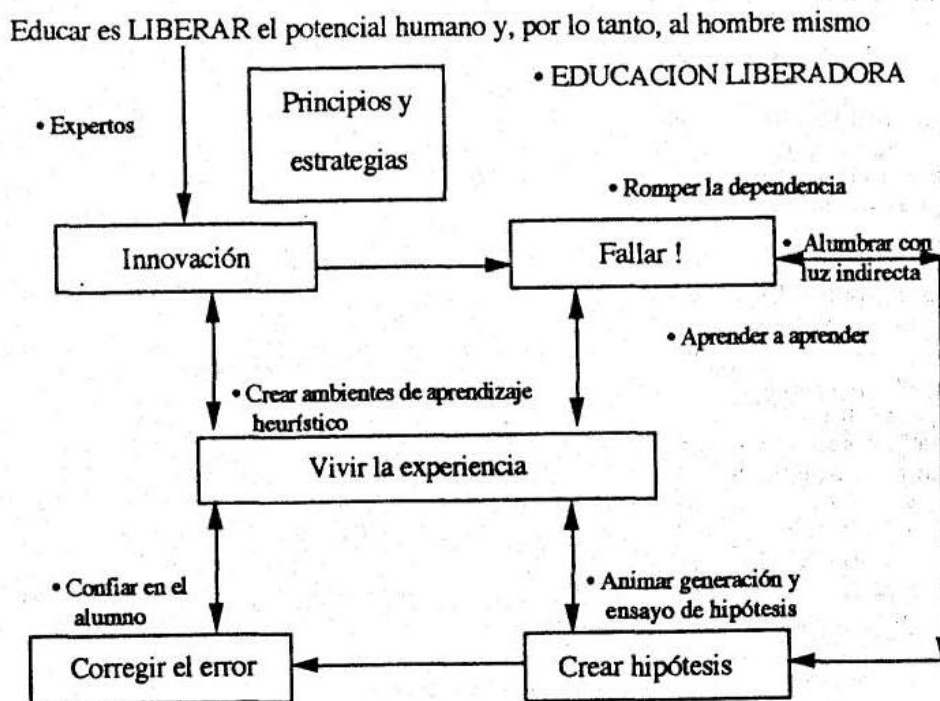 Educar es LIBERAR el potencial humano y, por lo tanto, al hombre mismo
• EDUCACION LIBERADORA
Principios y
estrategias
• Expertos
• Romper la dependencia
Innovación
Fallar !
• Alumbrar con
luz indirecta
• Aprender a aprender
• Crear ambientes de aprendizaje
heurístico
Vivir la experiencia
• Confiar en el
alumno
• Animar generación y
ensayo de hipótesis
Corregir el error
Crear hipótesis